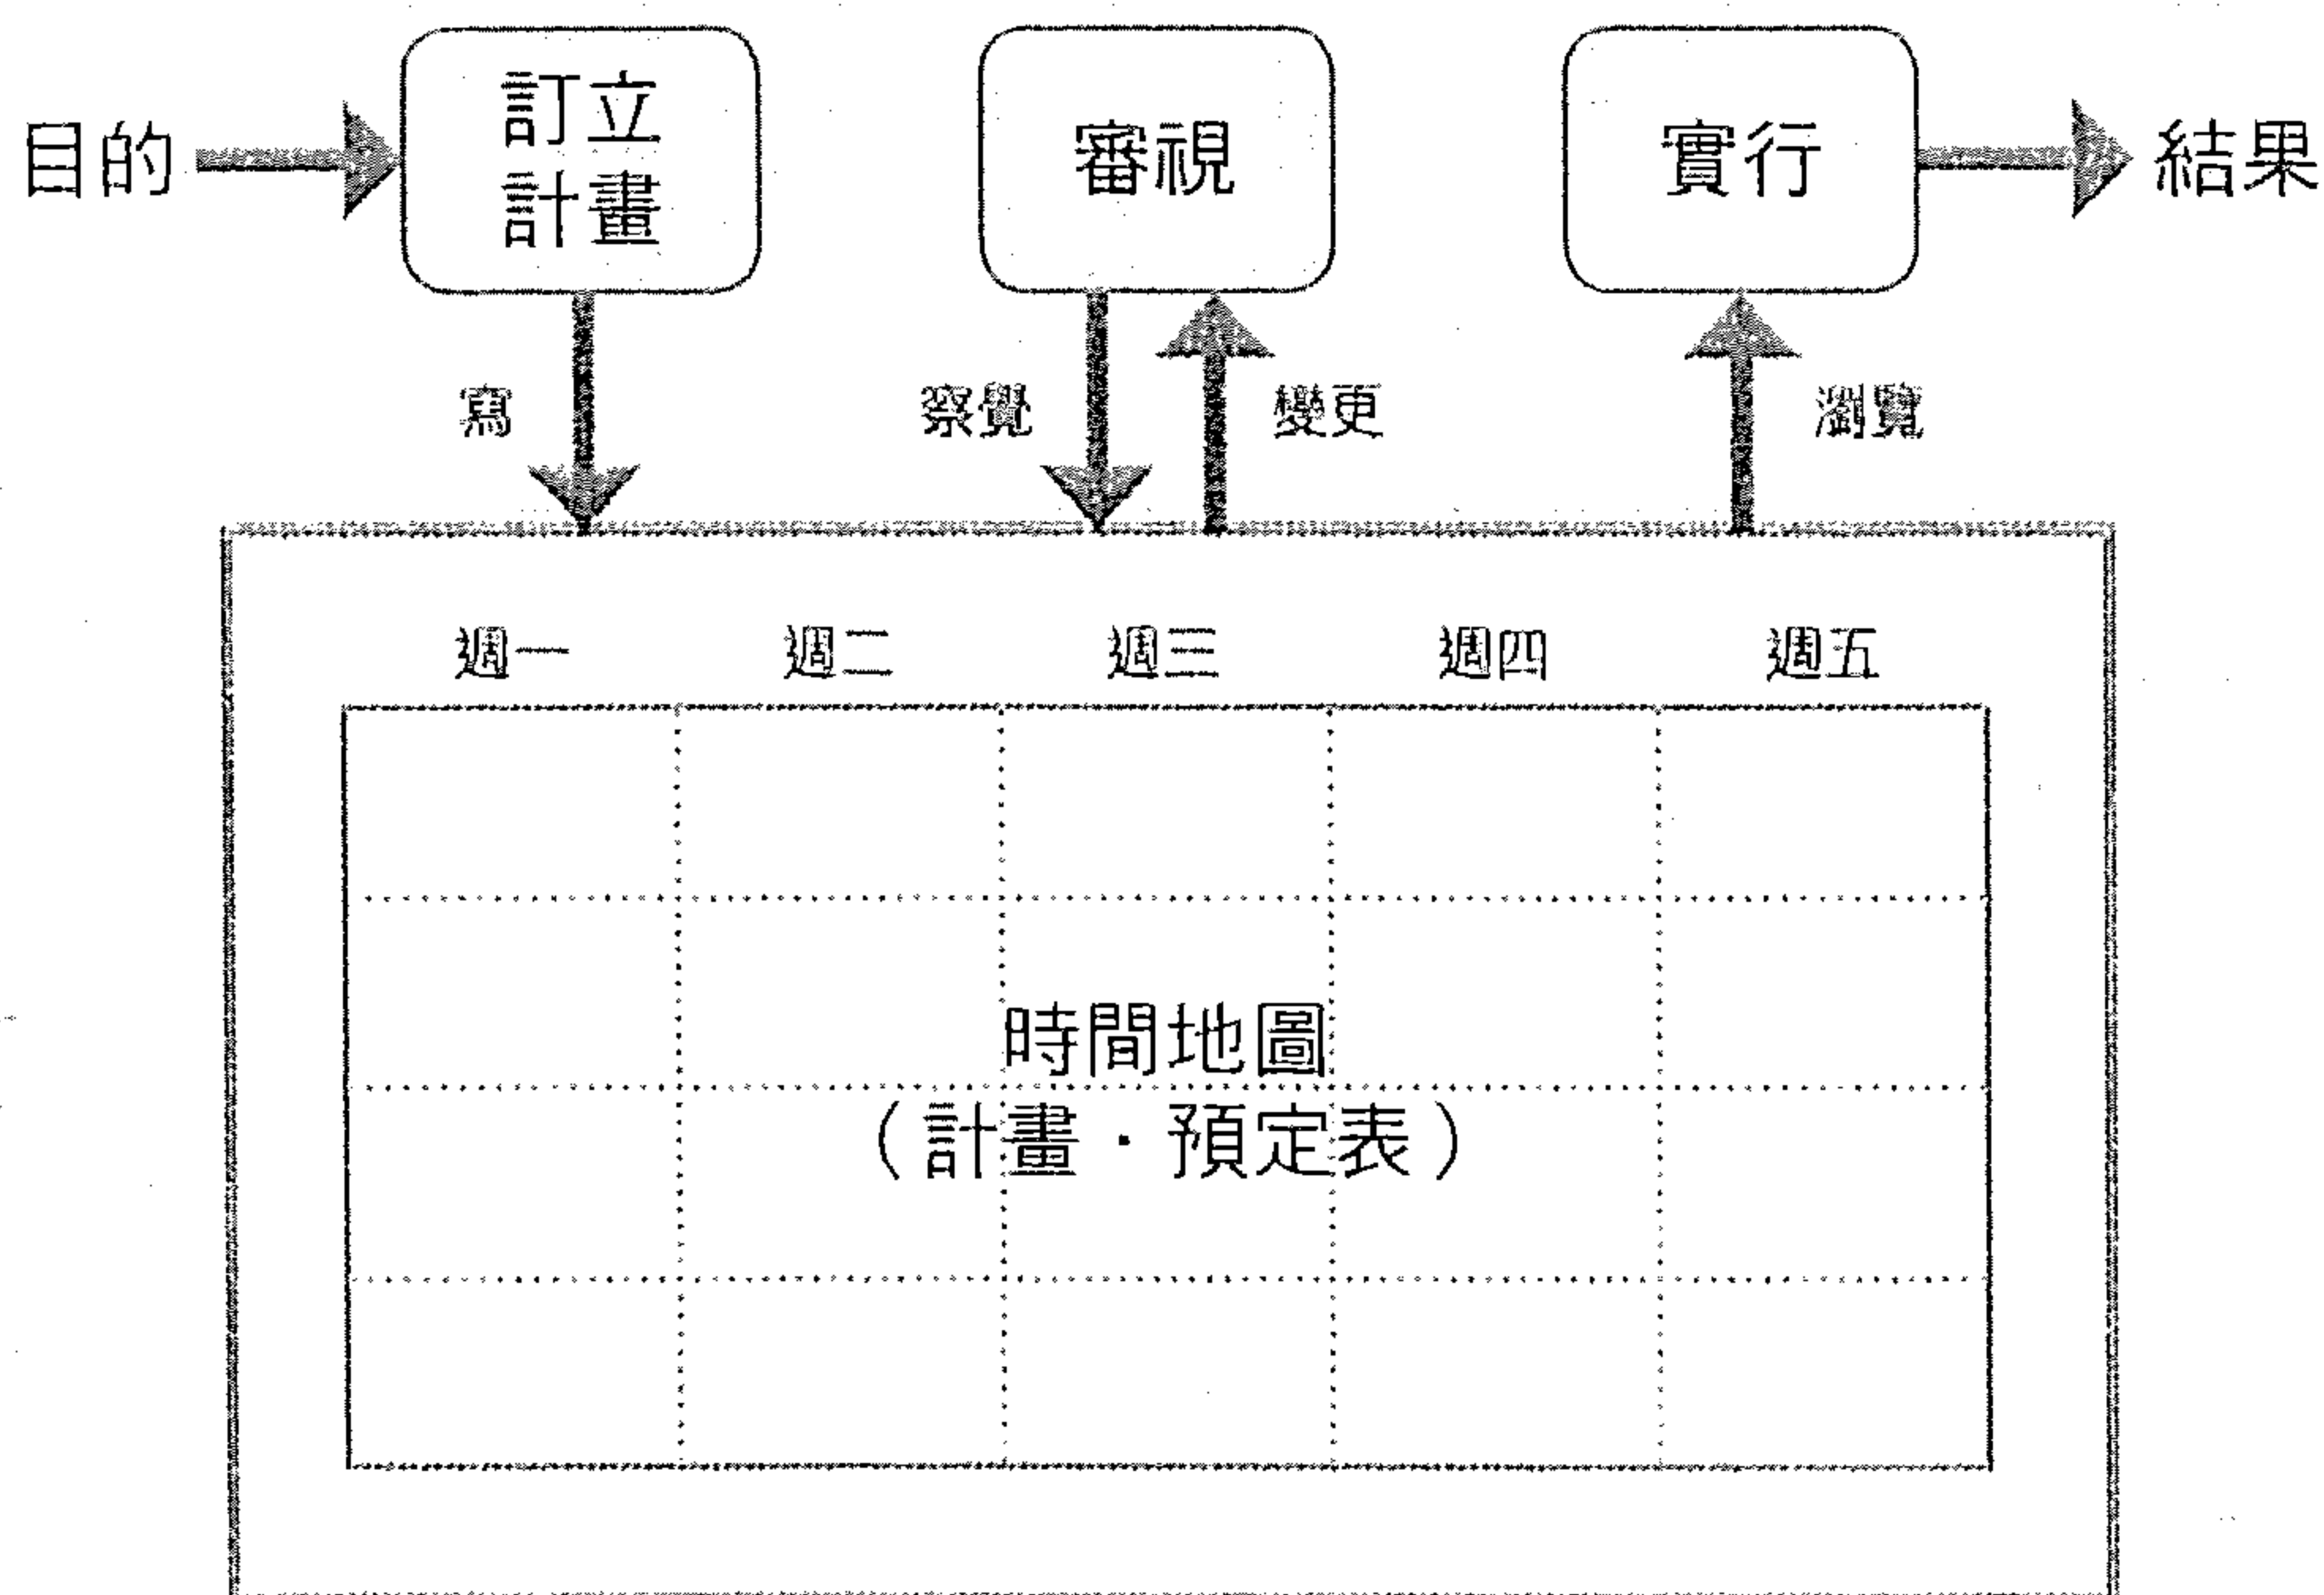 目的
訂立
計畫
審視
實行
結果
寫
察覺
變更
瀏覽
週一 週二 週三 週四 週五
時間地圖
（計畫・預定表）